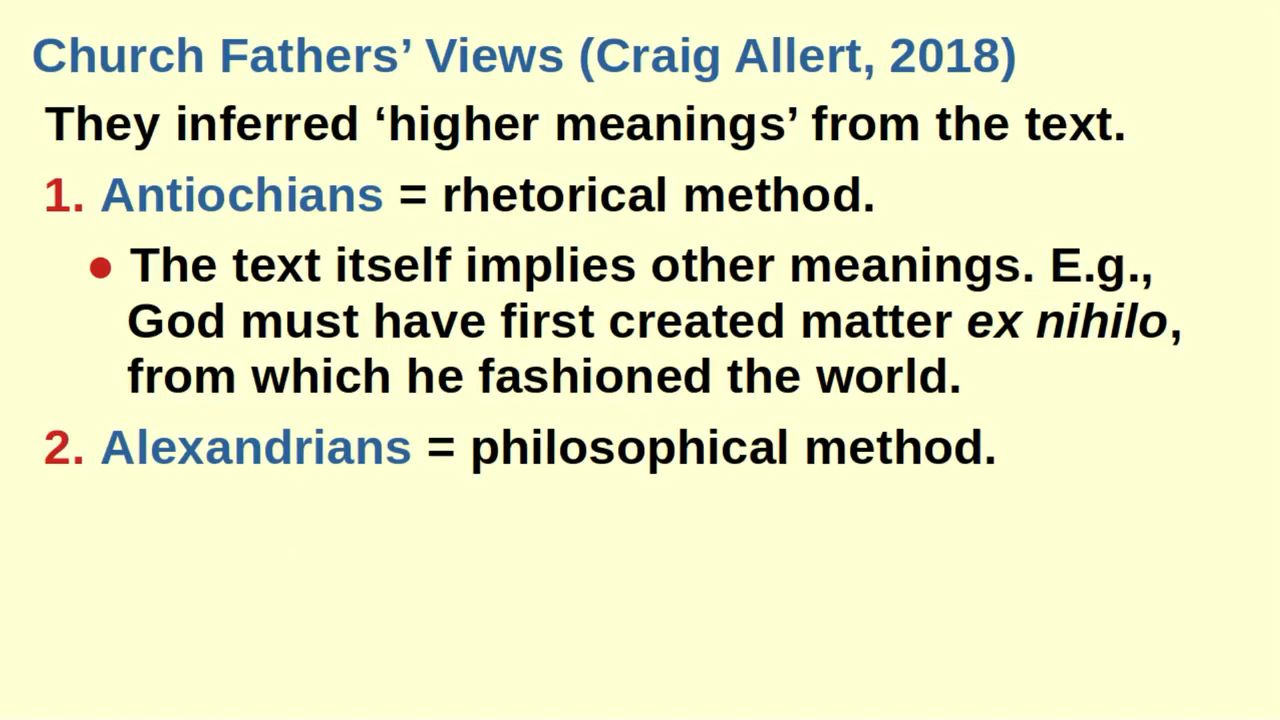 Church Fathers’ Views (Craig Allert, 2018)
They inferred ‘higher meanings’ from the text.
1. Antiochians = rhetorical method.
● The text itself implies other meanings. E.g.,
God must have first created matter ex nihilo,
from which he fashioned the world.
2. Alexandrians = philosophical method.